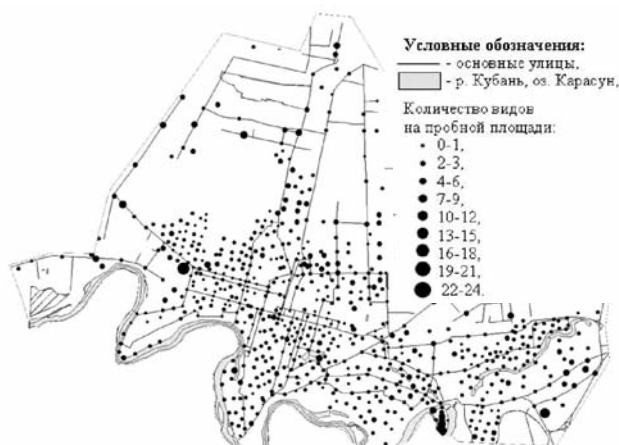 Условные обозначения:
- основные улицы,
- р. Кубань, оз. Карасун,
Количество видов
на пробной площади:
0-1,
2-3,
4-6,
7-9,
10-12,
13-15,
16-18,
19-21,
22-24.